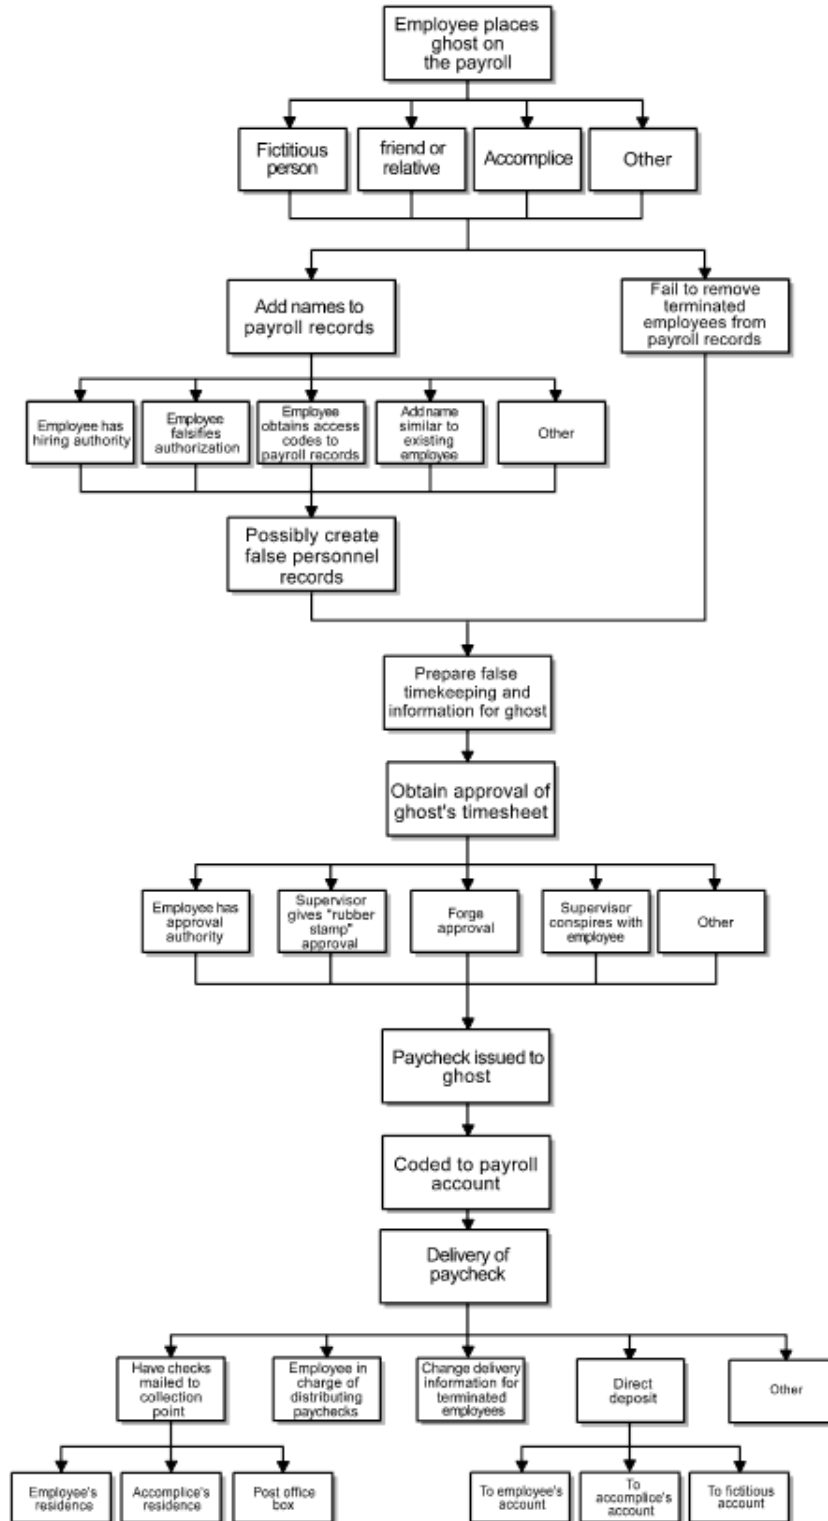 Employee places
ghost on
the payroll
Fictitious
person
friend or
relative
Accomplice
Other
Add names to
payroll records
Fail to remove
terminated
employees from
payroll records
Employee has
hiring authority
Employee
falsifies
authorization
Employee
obtains access
codes to
payroll records
Add name
similar to
existing
employee
Other
Possibly create
false personnel
records
Prepare false
timekeeping and
information for ghost
Obtain approval of
ghost's timesheet
Employee has
approval
authority
Supervisor
gives "rubber
stamp"
approval
Forge
approval
Supervisor
conspires with
employee
Other
Paycheck issued to
ghost
Coded to payroll
account
Delivery of
paycheck
Have checks
mailed to
collection
point
Employee in
charge of
distributing
paychecks
Change delivery
information for
terminated
employees
Direct
deposit
Other
Employee's
residence
Accomplice's
residence
Post office
box
To employee's
account
To
accomplice's
account
To fictitious
account